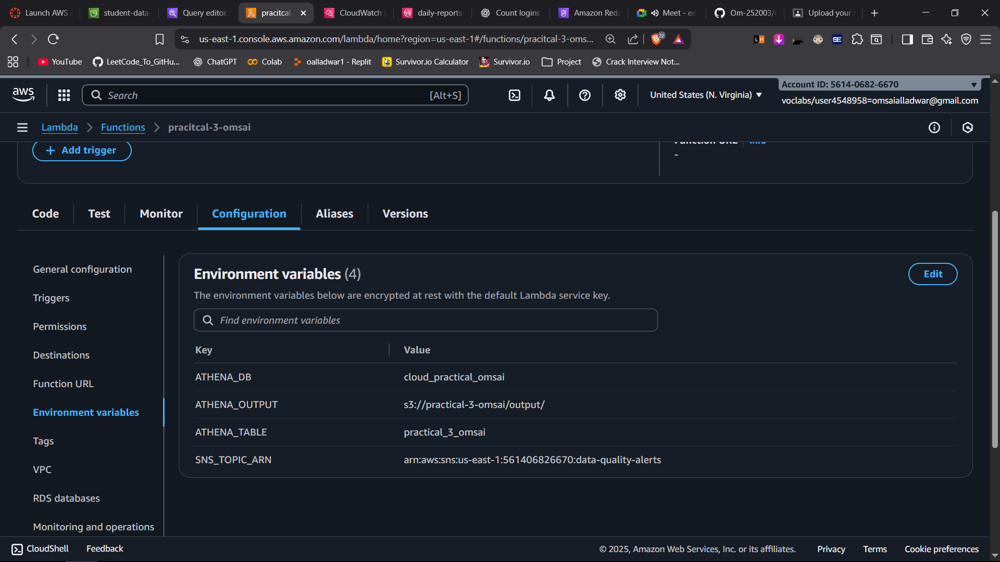 Launch AWS
student-data-
Query editor
pracitcal-
CloudWatch
daily-reports-
Count logins
Amazon Reds
Meet - ed
Om-252003/
Upload your
us-east-1.console.aws.amazon.com/lambda/home?region=us-east-1#/functions/pracitcal-3-oms...
22
YouTube
LeetCode_To_GitHu...
ChatGPT
Colab
oalladwar1 - Replit
Survivor.io Calculator
Survivor.io
Project
Crack Interview Not...
aws
Search
[Alt+S]
United States (N. Virginia)
Account ID: 5614-0682-6670
voclabs/user4548958=omsaialladwar@gmail.com
Lambda
Functions
pracitcal-3-omsai
Add trigger
Function URL
Info
-
Code
Test
Monitor
Configuration
Aliases
Versions
General configuration
Triggers
Permissions
Destinations
Function URL
Environment variables
Tags
VPC
RDS databases
Monitoring and operations
Environment variables (4)
Edit
The environment variables below are encrypted at rest with the default Lambda service key.
Find environment variables
Key
Value
ATHENA_DB
cloud_practical_omsai
ATHENA_OUTPUT
s3://practical-3-omsai/output/
ATHENA_TABLE
practical_3_omsai
SNS_TOPIC_ARN
arn:aws:sns:us-east-1:561406826670:data-quality-alerts
CloudShell
Feedback
© 2025, Amazon Web Services, Inc. or its affiliates.
Privacy
Terms
Cookie preferences